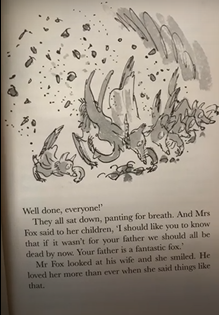 Well done, everyone!'
They all sat down, panting for breath. And Mrs
Fox said to her children, 'I should like you to know
that if it wasn't for your father we should all be
dead by now. Your father is a fantastic fox.'
Mr Fox looked at his wife and she smiled. He
loved her more than ever when she said things like
that.